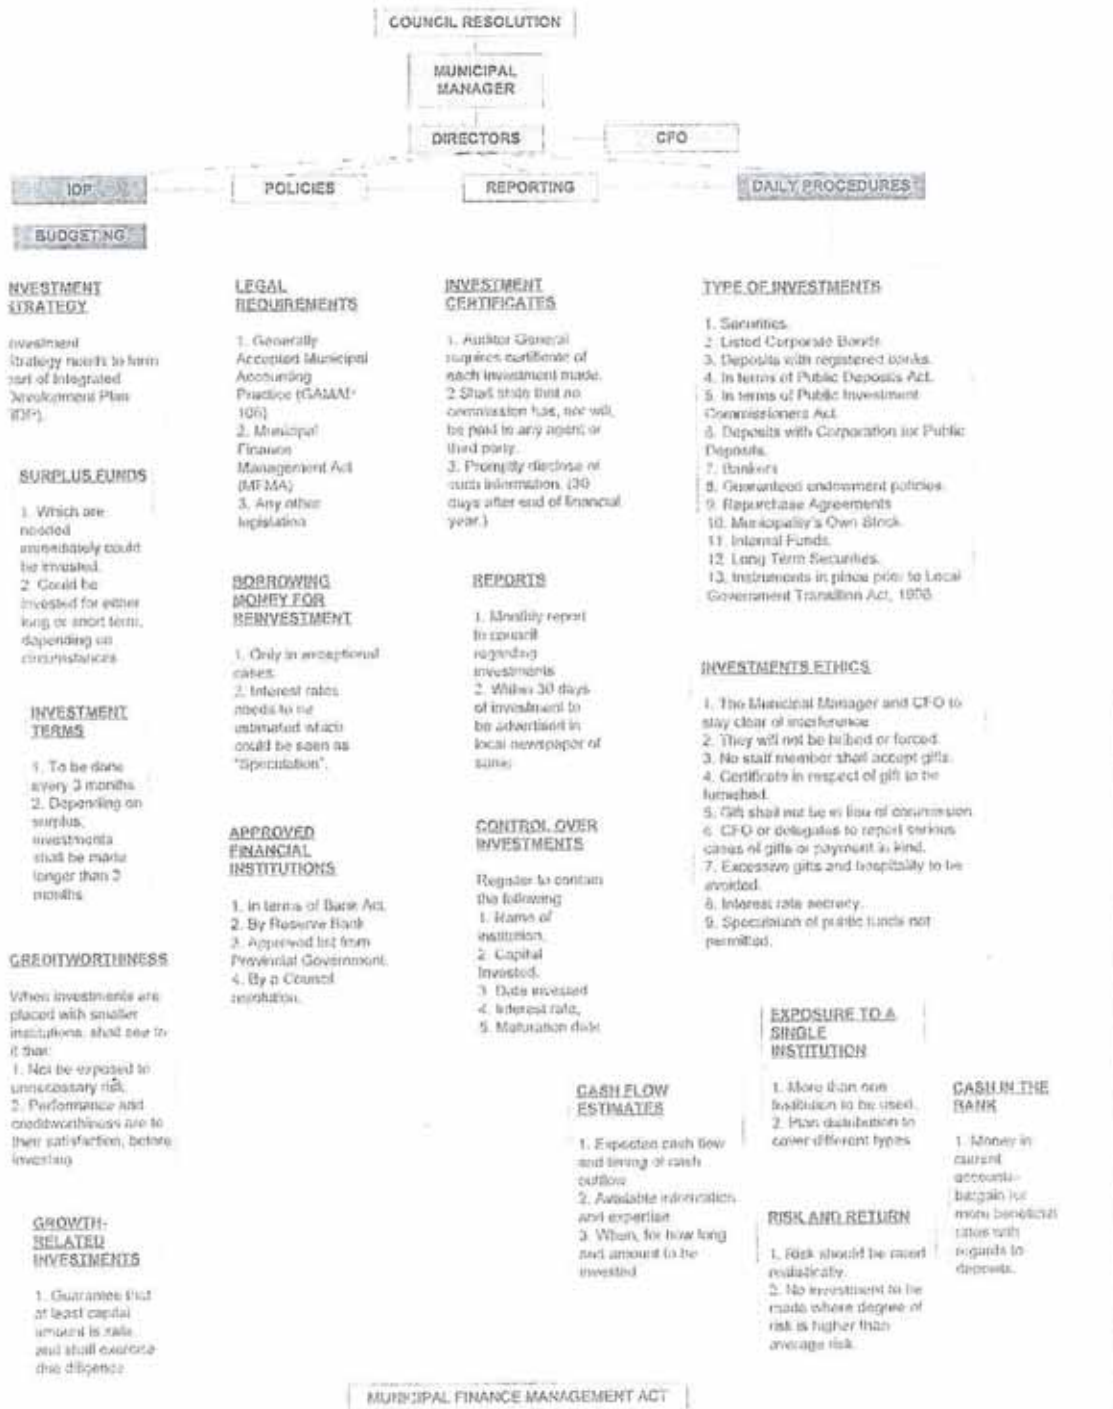 COUNCIL RESOLUTION
MUNICIPAL
MANAGER
DIRECTORS
CFO
IDP
POLICIES
REPORTING
DAILY PROCEDURES
BUDGETING
NVESTMENT
STRATEGY
nvestment
Strategy needs to form
part of Integrated
Development Plan
IDP).
SURPLUS FUNDS
1. Which are
needed
immediately could
be invested.
2. Could be
invested for either
long or short term,
depending on
circumstances
INVESTMENT
TERMS
1. To be done
every 3 months
2. Depending on
surplus,
investments
shall be made
longer than 3
months
CREDITWORTHINESS
When investments are
placed with smaller
institutions, shall see to
it that:
1. Not be exposed to
unnecessary risk.
2. Performance and
creditworthiness are to
their satisfaction, before
investing
GROWTH-
RELATED
INVESTMENTS
1. Guarantee that
at least capital
amount is safe
and shall exercise
due diligence
LEGAL
REQUIREMENTS
1. Generally
Accepted Municipal
Accounting
Practice (GAMAP
106)
2. Municipal
Finance
Management Act
(MFMA)
3. Any other
legislation
BORROWING
MONEY FOR
REINVESTMENT
1. Only in exceptional
cases.
2. Interest rates
needs to be
estimated which
could be seen as
"Speculation".
APPROVED
FINANCIAL
INSTITUTIONS
1. In terms of Bank Act.
2. By Reserve Bank
3. Approved list from
Provincial Government.
4. By a Council
resolution.
INVESTMENT
CERTIFICATES
1. Auditor General
requires certificate of
each investment made.
2 Shall state that no
commission has, nor will,
be paid to any agent or
third party.
3. Promptly disclose of
such information. (30
days after end of financial
year.)
REPORTS
1. Monthly report
to council
regarding
investments
2. Within 30 days
of investment to
be advertised in
local newspaper of
same.
CONTROL OVER
INVESTMENTS
Register to contain
the following
1. Name of
institution.
2. Capital
Invested.
3. Date invested
4. Interest rate,
5. Maturation date
TYPE OF INVESTMENTS
1. Securities.
2. Listed Corporate Bonds
3. Deposits with registered banks.
4. In terms of Public Deposits Act.
5. In terms of Public Investment
Commissioners Act.
6. Deposits with Corporation for Public
Deposits.
7. Bankers
8. Guaranteed endowment policies.
9. Repurchase Agreements
10. Municipality's Own Stock.
11. Internal Funds.
12. Long Term Securities.
13. Instruments in place prior to Local
Government Transition Act,
INVESTMENTS ETHICS
1. The Municipal Manager and CFO to
stay clear of interference
2. They will not be bribed or forced.
3. No staff member shall accept gifts.
4. Certificate in respect of gift to be
furnished.
5. Gift shall not be in lieu of commission
6. CFO or delegates to report serious
cases of gifts or payment in kind.
7. Excessive gifts and hospitality to be
avoided.
8. Interest rate secrecy.
9. Speculation of public funds not
permitted.
CASH FLOW
ESTIMATES
1. Expected cash flow
and timing of cash
outflow
2. Available information
and expertise
3. When, for how long
and amount to be
invested
EXPOSURE TO A
SINGLE
INSTITUTION
1. More than one
Institution to be used.
2. Plan distribution to
cover different types
RISK AND RETURN
1. Risk should be rated
realistically.
2. No investment to be
made where degree of
risk is higher than
average risk.
CASH IN THE
BANK
1. Money in
current
accounts-
bargain for
more beneficial
rates with
regards to
deposits.
MUNICIPAL FINANCE MANAGEMENT ACT